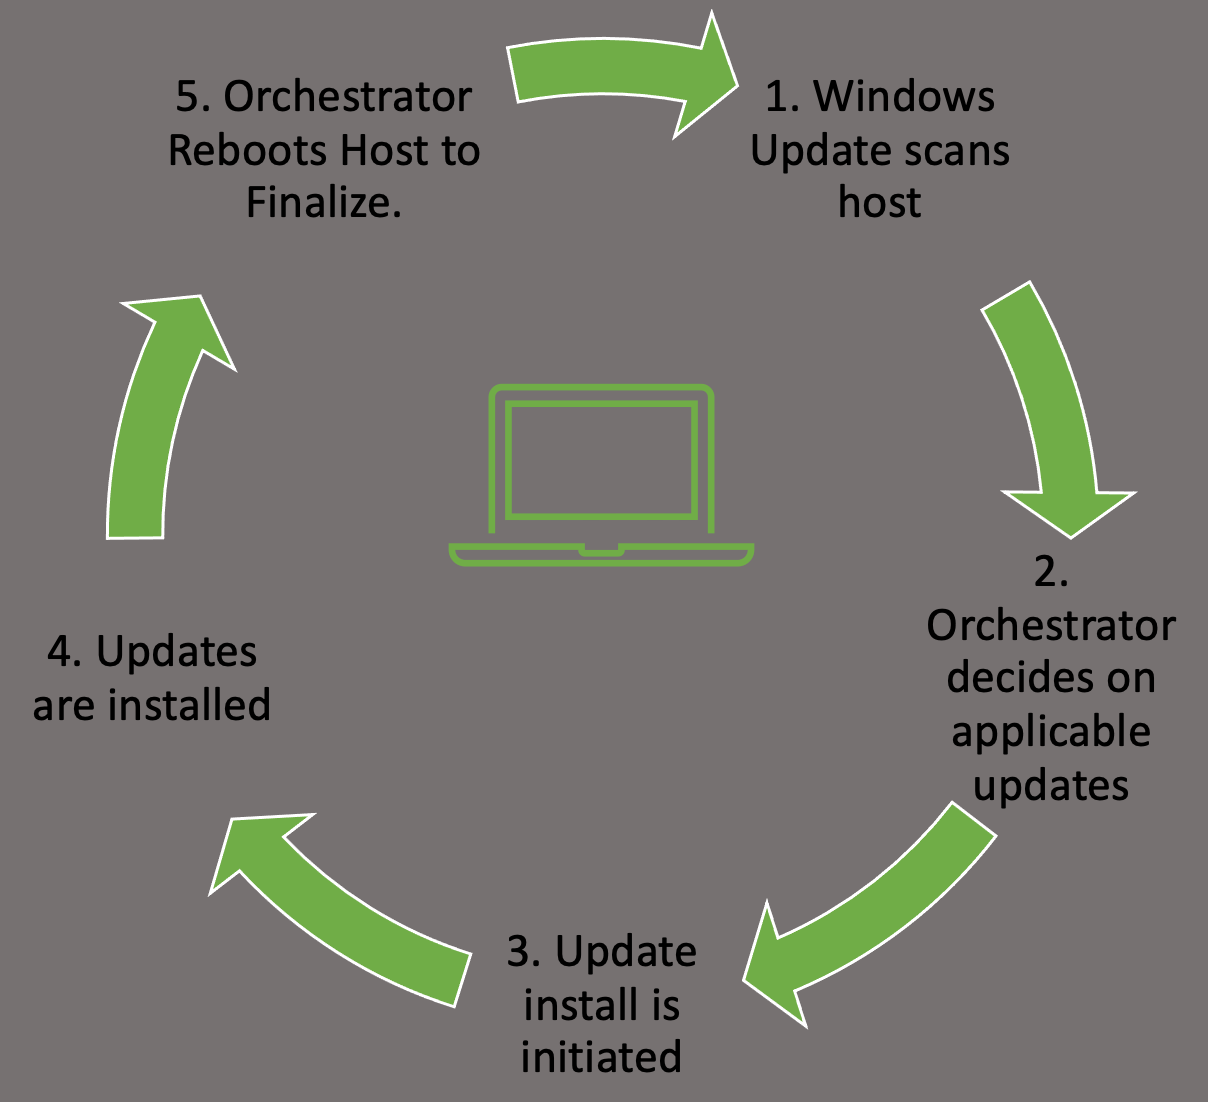 1. Windows
Update scans
host
2.
Orchestrator
decides on
applicable
updates
3. Update
install is
initiated
4. Updates
are installed
5. Orchestrator
Reboots Host to
Finalize.